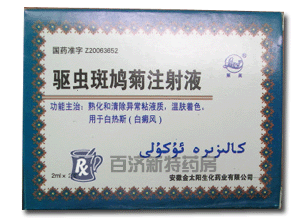 国药准字 Z20063652
驱虫斑鸠菊注射液
功能主治：熟化和清除异常粘液质，温肤着色。
用于白热斯（白癜风）
كالىزىرە ئۇكۇلى
百济新特药房
2ml
安徽金太阳生化药业有限公司